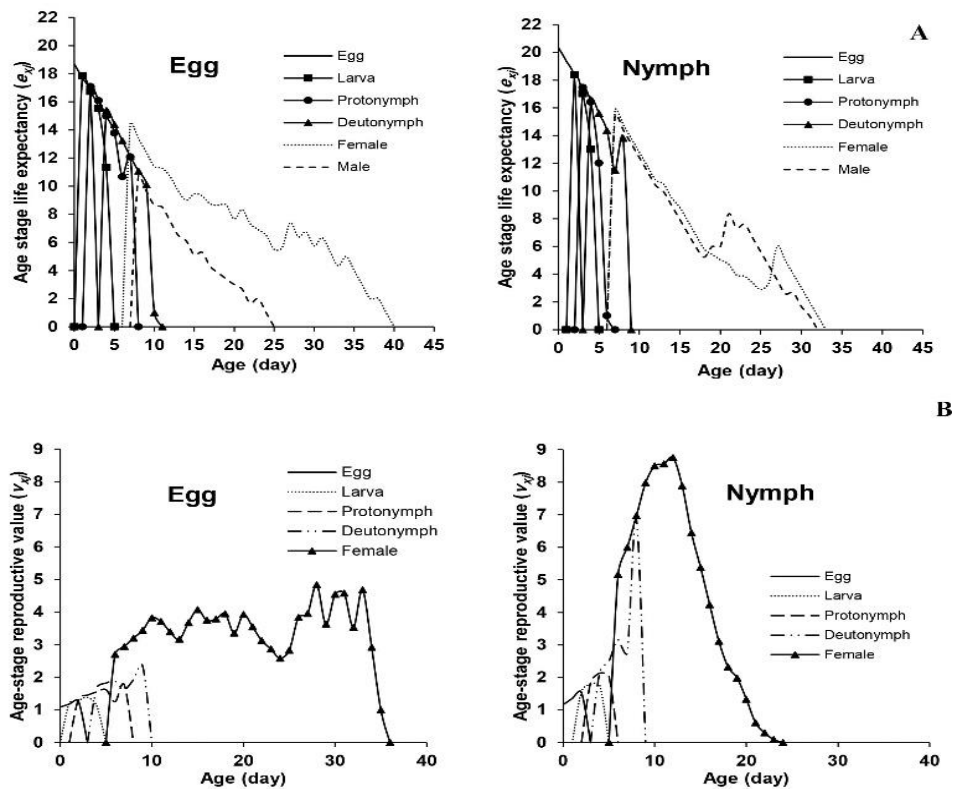 A
Egg
Egg
Larva
Protonymph
Deutonymph
Female
Male
Age stage life expectancy (exj)
22
20
18
16
14
12
10
8
6
4
2
0
0 5 10 15 20 25 30 35 40 45
Age (day)
Nymph
Egg
Larva
Protonymph
Deutonymph
Female
Male
Age stage life expectancy (exj)
22
20
18
16
14
12
10
8
6
4
2
0
0 5 10 15 20 25 30 35 40 45
Age (day)
B
Egg
Egg
Larva
Protonymph
Deutonymph
Female
Age-stage reproductive value (vxj)
9
8
7
6
5
4
3
2
1
0
0 10 20 30 40
Age (day)
Nymph
Egg
Larva
Protonymph
Deutonymph
Female
Age-stage reproductive value (vxj)
9
8
7
6
5
4
3
2
1
0
0 10 20 30 40
Age (day)